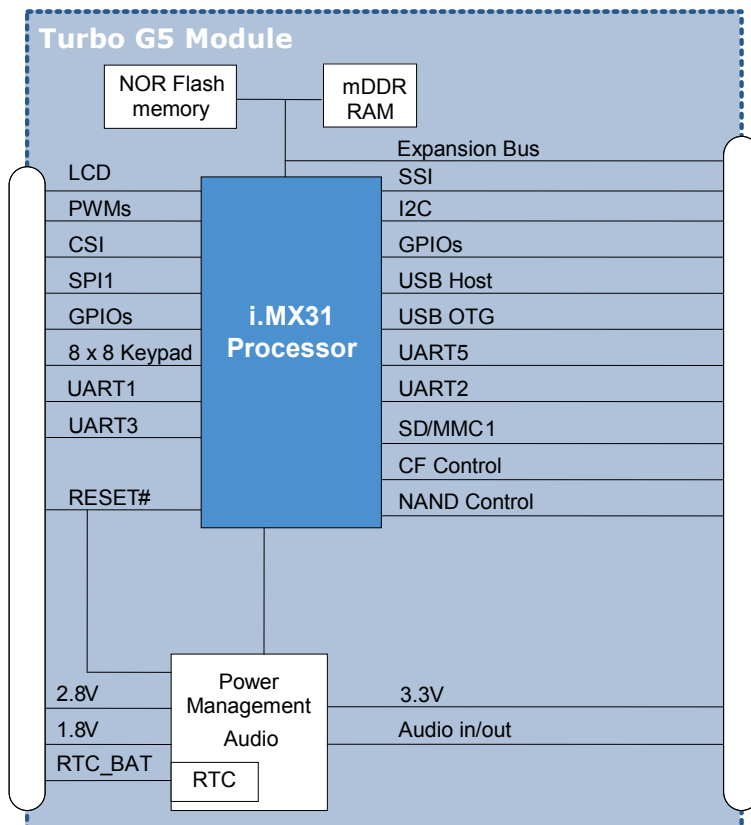 Turbo G5 Module
NOR Flash
memory
mDDR
RAM
Expansion Bus
LCD
SSI
PWMs
I2C
CSI
GPIOs
SPI1
USB Host
GPIOs
i.MX31
Processor
USB OTG
8 x 8 Keypad
UART5
UART1
UART2
UART3
SD/MMC1
CF Control
RESET#
NAND Control
Power
Management
Audio
2.8V
3.3V
1.8V
Audio in/out
RTC_BAT
RTC